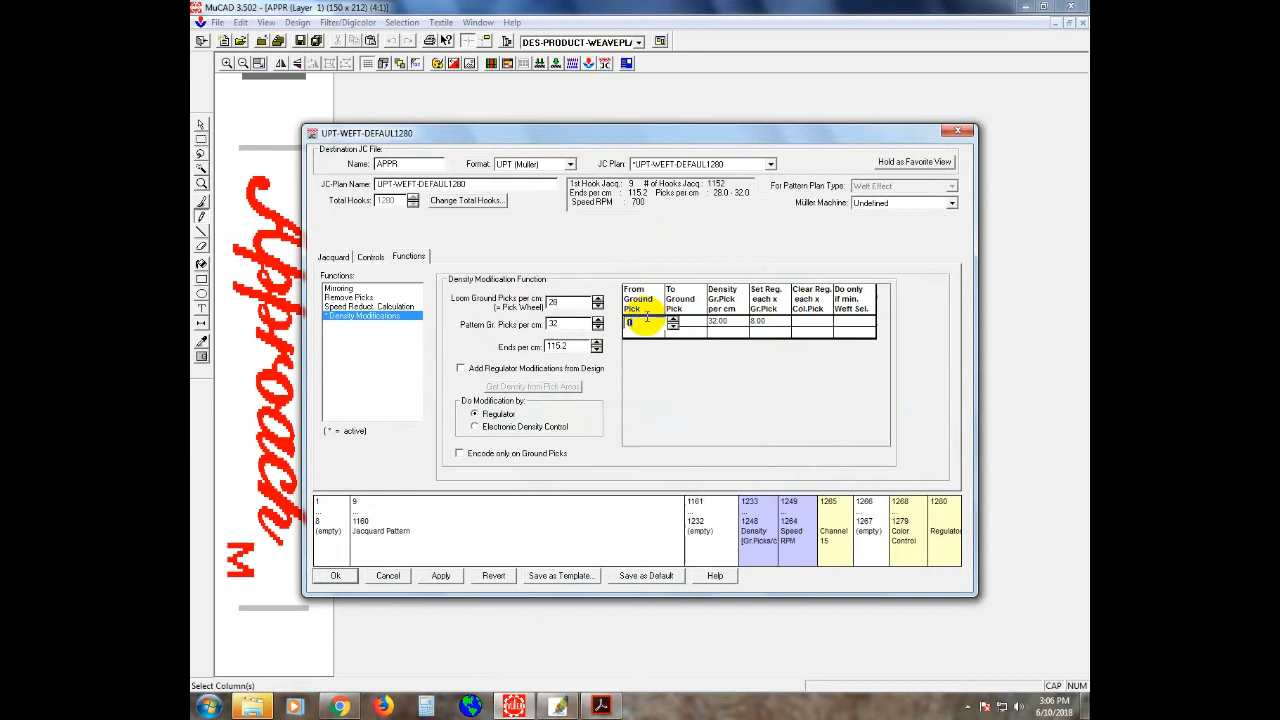 MuCAD 3.502 - [APPR (Layer 1) (150 x 212) (4:1)]
File Edit View Design Filter/Digicolor Selection Textile Window Help
DES-PRODUCT-WEAVEPL
UPT-WEFT-DEFAUL1280
Destination JC File:
Name: APPR Format: UPT (Muller) JC Plan: *UPT-WEFT-DEFAUL1280 Hold as Favorite View
JC-Plan Name: UPT-WEFT-DEFAUL1280
Total Hooks: 1280 Change Total Hooks...
1st Hook Jacq.: 9 # of Hooks Jacq.: 1152
Ends per cm: 115.2 Picks per cm: 28.0 - 32.0
Speed RPM : 700
For Pattern Plan Type: Weft Effect
Müller Machine: Undefined
Jacquard Controls Functions
Functions:
Mirroring
Remove Picks
Speed Reduct. Calculation
* Density Modifications
( * = active)
Density Modification Function
Loom Ground Picks per cm: 28
(= Pick Wheel)
Pattern Gr. Picks per cm: 32
Ends per cm: 115.2
Add Regulator Modifications from Design
Get Density from Pick Areas
Do Modification by:
Regulator
Electronic Density Control
Encode only on Ground Picks
From Ground Pick To Ground Pick Density Gr.Pick per cm Set Reg. each x Gr.Pick Clear Reg. each x Col.Pick Do only if min. Weft Sel.
0 32.00 8.00
1 9 1161 1233 1249 1265 1266 1268 1280
... ... ... ... ... ... ...
8 1160 1232 1248 1264 1267 1279
(empty) Jacquard Pattern (empty) Density [Gr.Picks/c Speed RPM Channel 15 (empty) Color Control Regulator
Ok Cancel Apply Revert Save as Template... Save as Default Help
Approach
M
Select Column(s) CAP NUM
3:06 PM
6/10/2018